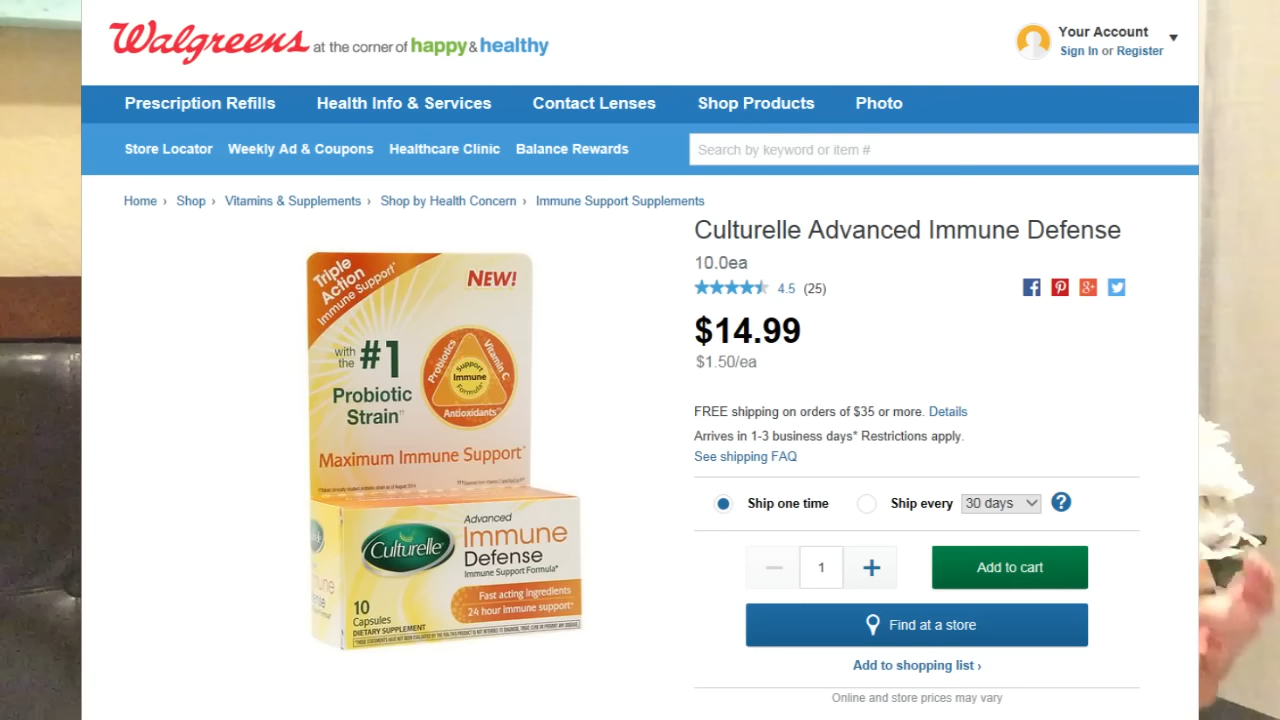 Walgreens at the corner of happy & healthy
Your Account
Sign In or Register
Prescription Refills Health Info & Services Contact Lenses Shop Products Photo
Store Locator Weekly Ad & Coupons Healthcare Clinic Balance Rewards Search by keyword or item #
Home › Shop › Vitamins & Supplements › Shop by Health Concern › Immune Support Supplements
Culturelle Advanced Immune Defense
10.0ea
4.5 (25)
$14.99
$1.50/ea
FREE shipping on orders of $35 or more. Details
Arrives in 1-3 business days* Restrictions apply.
See shipping FAQ
Ship one time Ship every 30 days ?
1 Add to cart
Find at a store
Add to shopping list ›
Online and store prices may vary
Triple
Action
Immune Support*
NEW!
with
the #1
Probiotic
Strain††
Probiotics
Vitamin C
Antioxidants
Support
Immune
Formula*
Maximum Immune Support*
Culturelle
Advanced
Immune
Defense
Immune Support Formula*
Fast acting ingredients
24 hour immune support*
10
Capsules
DIETARY SUPPLEMENT